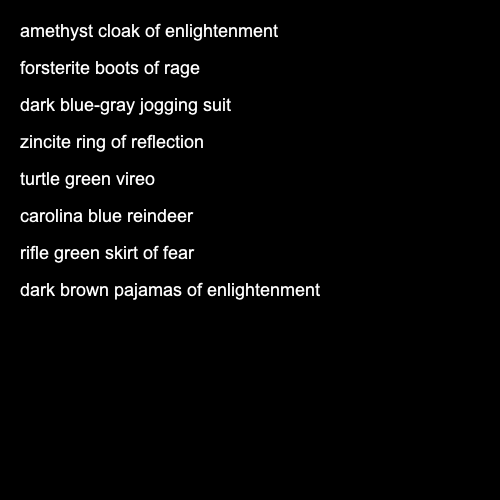 amethyst cloak of enlightenment
forsterite boots of rage
dark blue-gray jogging suit
zincite ring of reflection
turtle green vireo
carolina blue reindeer
rifle green skirt of fear
dark brown pajamas of enlightenment